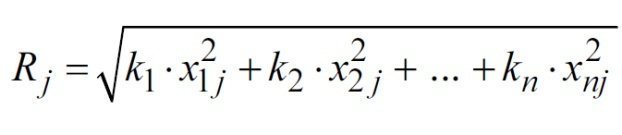 R_j = √(k_1 · x_{1j}^2 + k_2 · x_{2j}^2 + ... + k_n · x_{nj}^2)